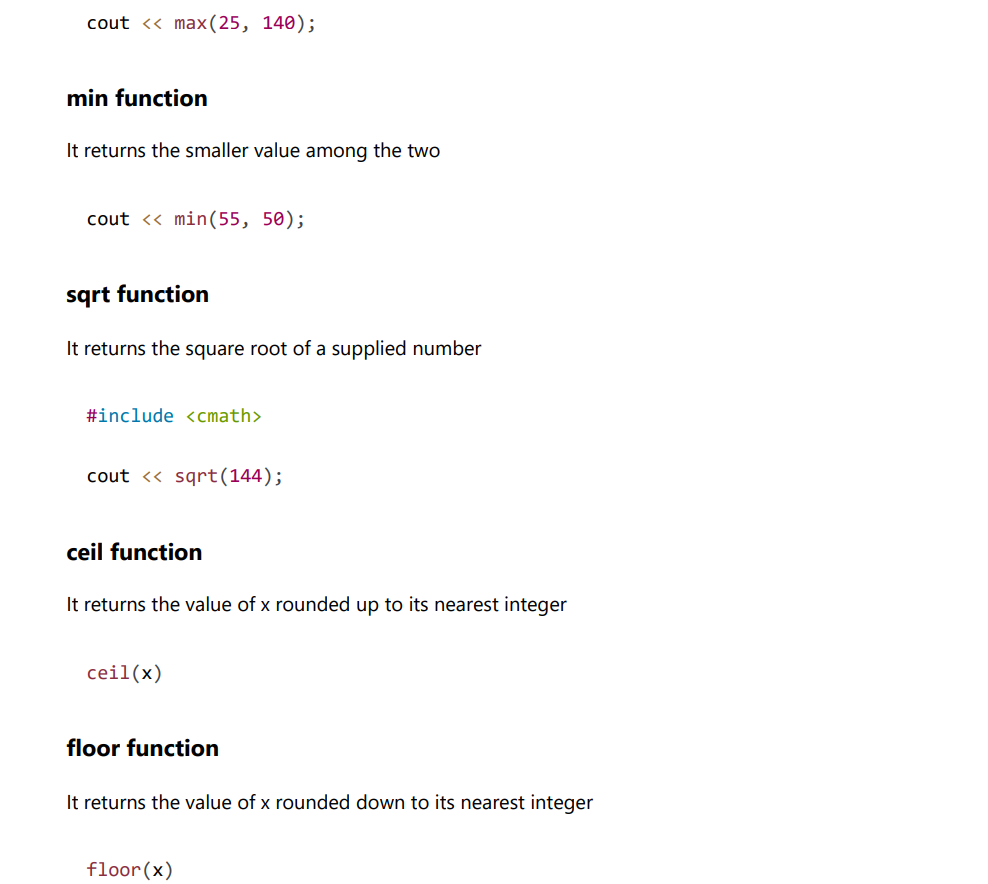 cout << max(25, 140);
min function
It returns the smaller value among the two
cout << min(55, 50);
sqrt function
It returns the square root of a supplied number
#include <cmath>
cout << sqrt(144);
ceil function
It returns the value of x rounded up to its nearest integer
ceil(x)
floor function
It returns the value of x rounded down to its nearest integer
floor(x)